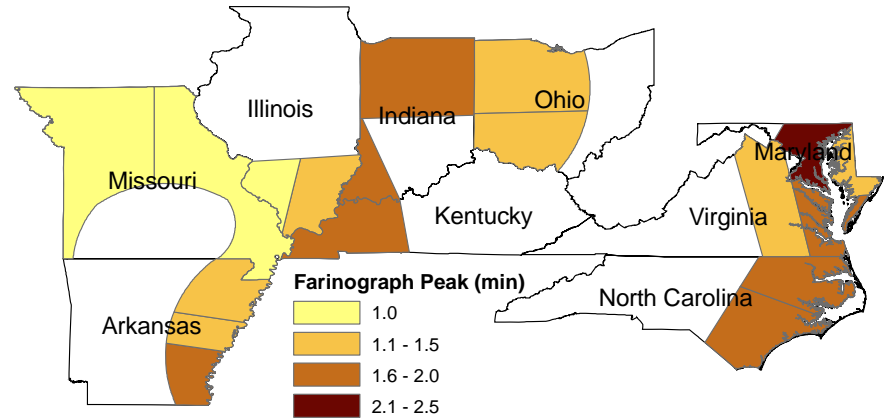 Illinois
Indiana
Ohio
Missouri
Maryland
Kentucky
Virginia
Arkansas
North Carolina
Farinograph Peak (min)
1.0
1.1 - 1.5
1.6 - 2.0
2.1 - 2.5